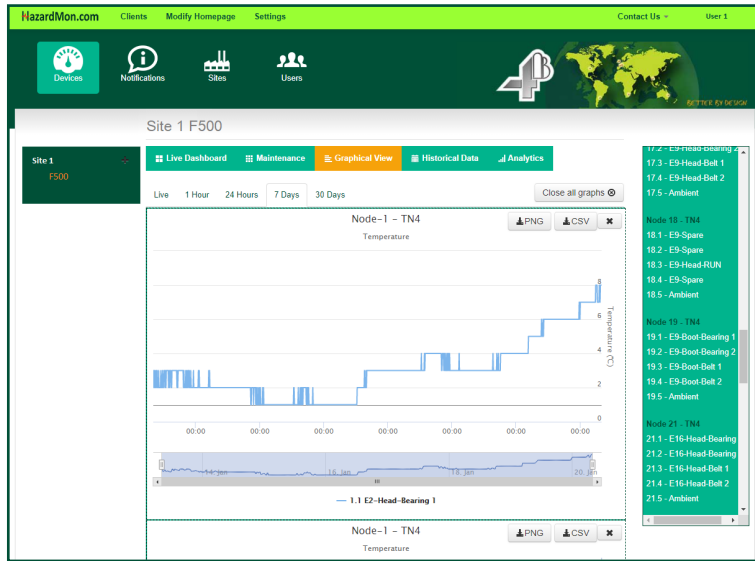 HazardMon.com Clients Modify Homepage Settings Contact Us User 1
Devices Notifications Sites Users
4B
BETTER BY DESIGN
Site 1 F500
Site 1
F500
Live Dashboard Maintenance Graphical View Historical Data Analytics
Live 1 Hour 24 Hours 7 Days 30 Days Close all graphs
Node-1 - TN4 PNG CSV
Temperature
8
6
4
2
0
Temperature (°C)
00:00 00:00 00:00 00:00 00:00 00:00
14. Jan 16. Jan 18. Jan 20. Jan
1.1 E2-Head-Bearing 1
Node-1 - TN4 PNG CSV
Temperature
17.2 - E9-Head-Bearing 2
17.3 - E9-Head-Belt 1
17.4 - E9-Head-Belt 2
17.5 - Ambient
Node 18 - TN4
18.1 - E9-Spare
18.2 - E9-Spare
18.3 - E9-Head-RUN
18.4 - E9-Spare
18.5 - Ambient
Node 19 - TN4
19.1 - E9-Boot-Bearing 1
19.2 - E9-Boot-Bearing 2
19.3 - E9-Boot-Belt 1
19.4 - E9-Boot-Belt 2
19.5 - Ambient
Node 21 - TN4
21.1 - E16-Head-Bearing
21.2 - E16-Head-Bearing
21.3 - E16-Head-Belt 1
21.4 - E16-Head-Belt 2
21.5 - Ambient